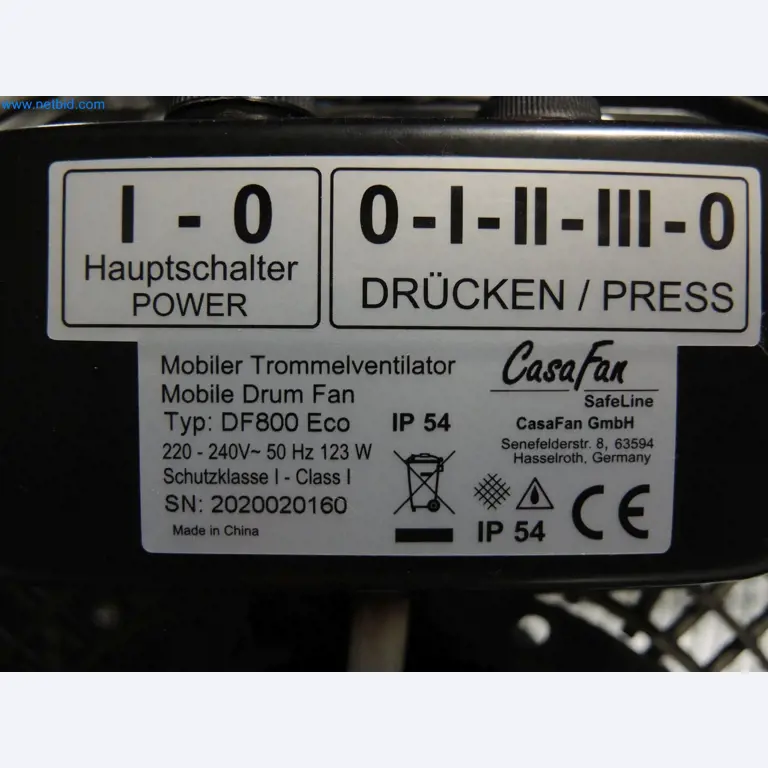 www.netbid.com
I - 0
Hauptschalter
POWER
0-I-II-III-0
DRÜCKEN / PRESS
Mobiler Trommelventilator
Mobile Drum Fan
Typ: DF800 Eco IP 54
220 - 240V~ 50 Hz 123 W
Schutzklasse I - Class I
SN: 2020020160
Made in China
CasaFan
SafeLine
CasaFan GmbH
Senefelderstr. 8, 63594
Hasselroth, Germany
IP 54
CE